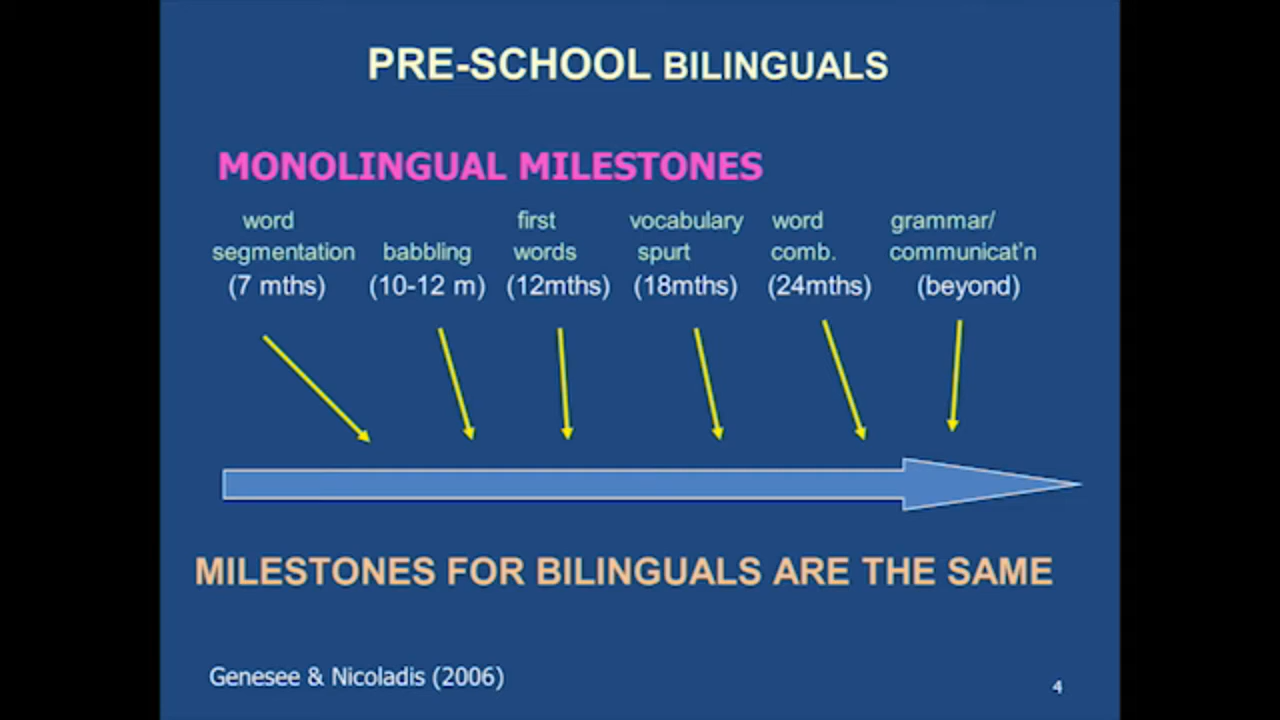 PRE-SCHOOL BILINGUALS
MONOLINGUAL MILESTONES
word first vocabulary word grammar/
segmentation babbling words spurt comb. communicat'n
(7 mths) (10-12 m) (12mths) (18mths) (24mths) (beyond)
MILESTONES FOR BILINGUALS ARE THE SAME
Genesee & Nicoladis (2006)
4